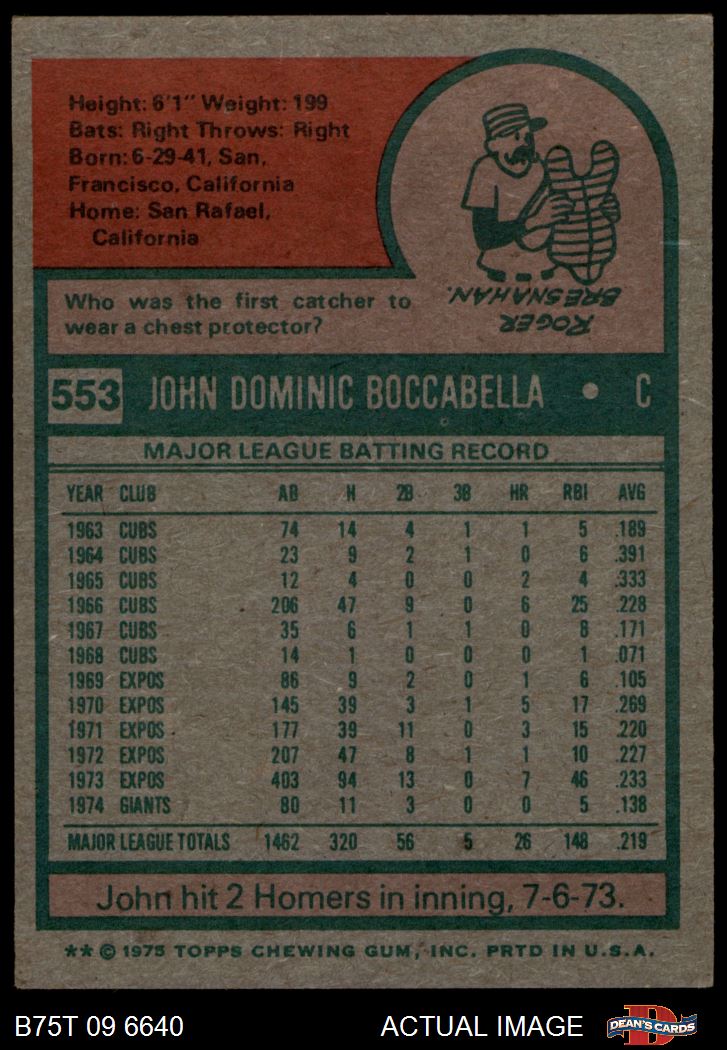 Height: 6'1" Weight: 199
Bats: Right Throws: Right
Born: 6-29-41, San,
Francisco, California
Home: San Rafael,
California
Who was the first catcher to
wear a chest protector?
ROGER
BRESNAHAN.
553 JOHN DOMINIC BOCCABELLA • C
MAJOR LEAGUE BATTING RECORD
YEAR CLUB AB H 2B 3B HR RBI AVG
1963 CUBS 74 14 4 1 1 5 .189
1964 CUBS 23 9 2 1 0 6 .391
1965 CUBS 12 4 0 0 2 4 .333
1966 CUBS 206 47 9 0 6 25 .228
1967 CUBS 35 6 1 1 0 8 .171
1968 CUBS 14 1 0 0 0 1 .071
1969 EXPOS 86 9 2 0 1 6 .105
1970 EXPOS 145 39 3 1 5 17 .269
1971 EXPOS 177 39 11 0 3 15 .220
1972 EXPOS 207 47 8 1 1 10 .227
1973 EXPOS 403 94 13 0 7 46 .233
1974 GIANTS 80 11 3 0 0 5 .138
MAJOR LEAGUE TOTALS 1462 320 56 5 26 148 .219
John hit 2 Homers in inning, 7-6-73.
** © 1975 TOPPS CHEWING GUM, INC. PRTD IN U.S.A.
B75T 09 6640 ACTUAL IMAGE D DEAN'S CARDS